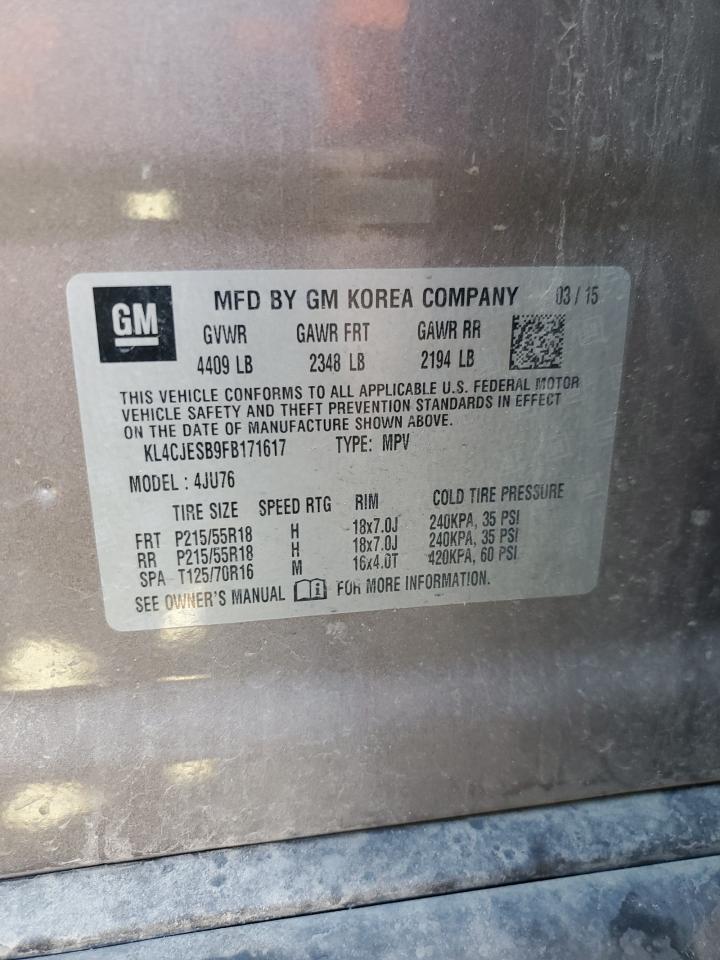 GM
MFD BY GM KOREA COMPANY 03 / 15
GVWR GAWR FRT GAWR RR
4409 LB 2348 LB 2194 LB
THIS VEHICLE CONFORMS TO ALL APPLICABLE U.S. FEDERAL MOTOR
VEHICLE SAFETY AND THEFT PREVENTION STANDARDS IN EFFECT
ON THE DATE OF MANUFACTURE SHOWN ABOVE.
KL4CJESB9FB171617 TYPE: MPV
MODEL : 4JU76
TIRE SIZE SPEED RTG RIM COLD TIRE PRESSURE
FRT P215/55R18 H 18x7.0J 240KPA, 35 PSI
RR P215/55R18 H 18x7.0J 240KPA, 35 PSI
SPA T125/70R16 M 16x4.0T 420KPA, 60 PSI
SEE OWNER'S MANUAL i FOR MORE INFORMATION.